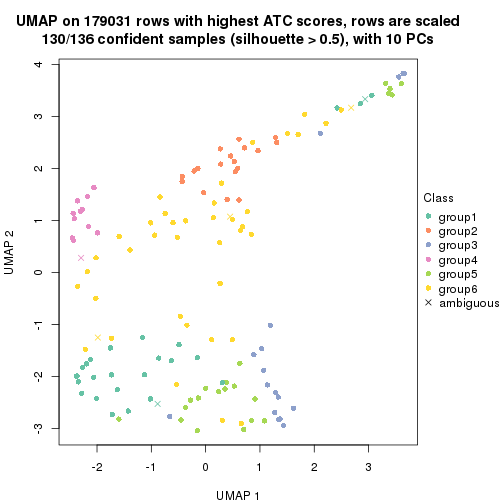 UMAP on 179031 rows with highest ATC scores, rows are scaled
130/136 confident samples (silhouette > 0.5), with 10 PCs
4
3
2
1
0
-1
-2
-3
UMAP 2
-2
-1
0
1
2
3
UMAP 1
Class
group1
group2
group3
group4
group5
group6
ambiguous